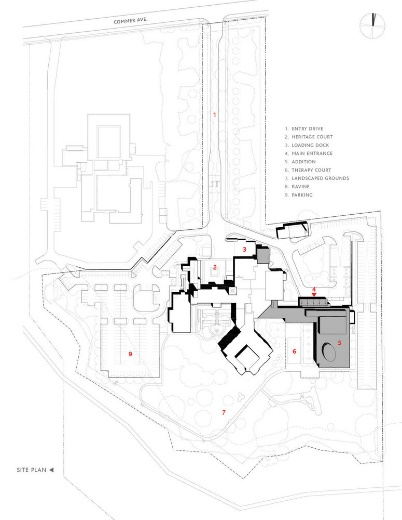 COMMER AVE.
1
1. ENTRY DRIVE
2. HERITAGE COURT
3. LOADING DOCK
4. MAIN ENTRANCE
5. ADDITION
6. THERAPY COURT
7. LANDSCAPED GROUNDS
8. RAVINE
9. PARKING
3
2
4
5
6
9
7
SITE PLAN